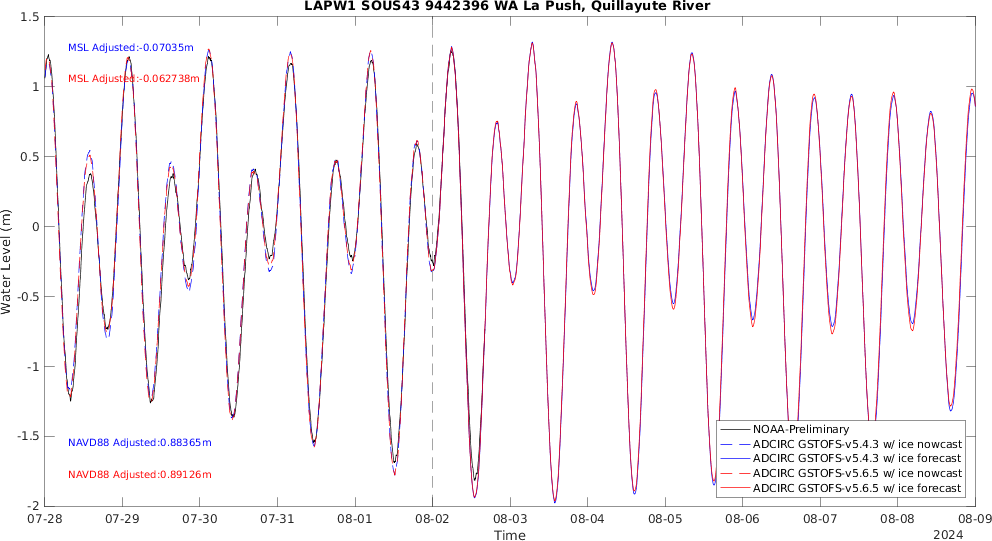 LAPW1 SOUS43 9442396 WA La Push, Quillayute River
1.5
1
0.5
0
-0.5
-1
-1.5
-2
Water Level (m)
MSL Adjusted:-0.07035m
MSL Adjusted:-0.062738m
NAVD88 Adjusted:0.88365m
NAVD88 Adjusted:0.89126m
NOAA-Preliminary
ADCIRC GSTOFS-v5.4.3 w/ ice nowcast
ADCIRC GSTOFS-v5.4.3 w/ ice forecast
ADCIRC GSTOFS-v5.6.5 w/ ice nowcast
ADCIRC GSTOFS-v5.6.5 w/ ice forecast
07-28 07-29 07-30 07-31 08-01 08-02 08-03 08-04 08-05 08-06 08-07 08-08 08-09
Time
2024